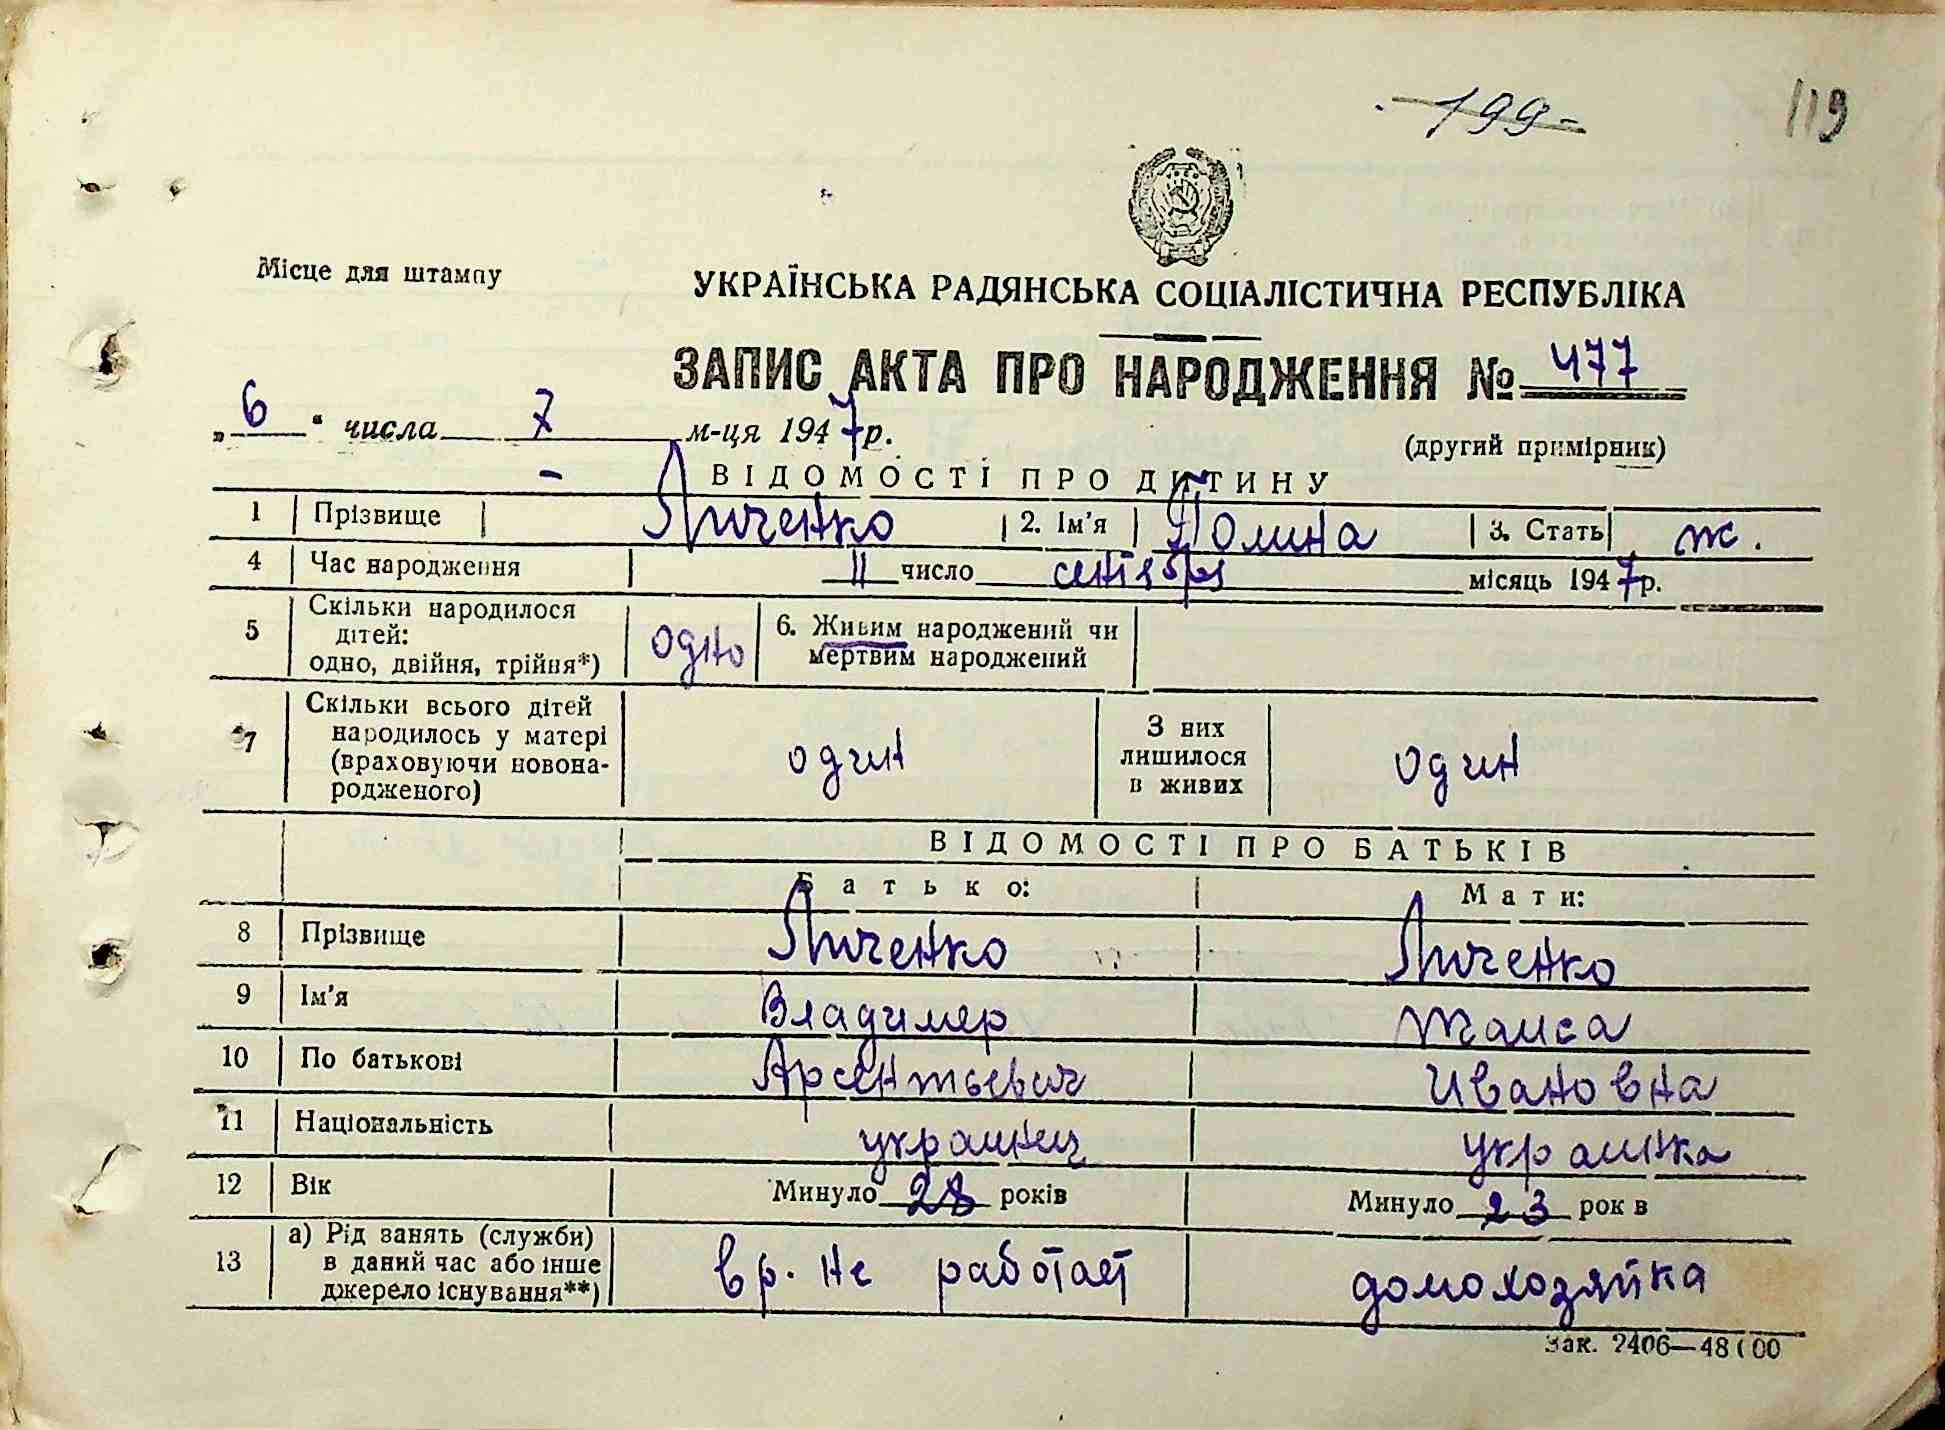 199-
119
Місце для штампу
УКРАЇНСЬКА РАДЯНСЬКА СОЦІАЛІСТИЧНА РЕСПУБЛІКА
ЗАПИС АКТА ПРО НАРОДЖЕННЯ № 477
„6“ числа 7 м-ця 1947р.
(другий примірник)
ВІДОМОСТІ ПРО ДИТИНУ
1 Прізвище Личенко 2. Ім'я Полина 3. Стать ж.
4 Час народження 11 число сентября місяць 1947р.
5 Скільки народилося дітей: одно, двійня, трійня*) одно 6. Живим народжений чи мертвим народжений
7 Скільки всього дітей народилось у матері (враховуючи новонародженого) один З них лишилося в живих один
ВІДОМОСТІ ПРО БАТЬКІВ
Батько: Мати:
8 Прізвище Личенко Личенко
9 Ім'я Владимир Таиса
10 По батькові Арсентьевич Ивановна
11 Національність украинец украинка
12 Вік Минуло 28 років Минуло 23 рок в
13 а) Рід занять (служби) в даний час або інше джерело існування**) вр. не работает домохозяйка
Зак. 2406—48(00